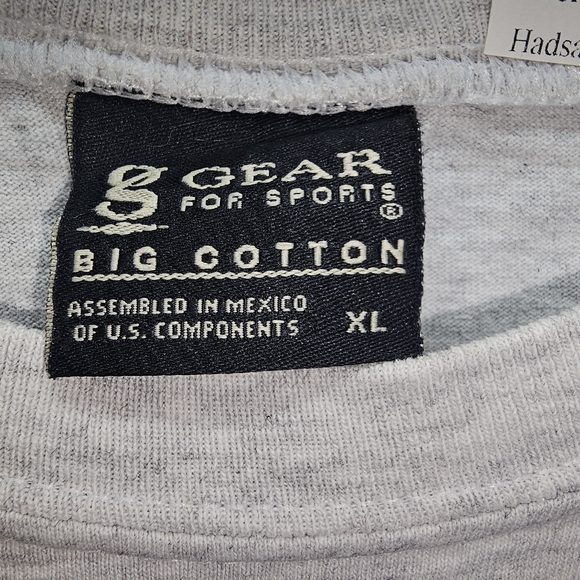 Hadsa
g GEAR
FOR SPORTS®
BIG COTTON
ASSEMBLED IN MEXICO
OF U.S. COMPONENTS XL